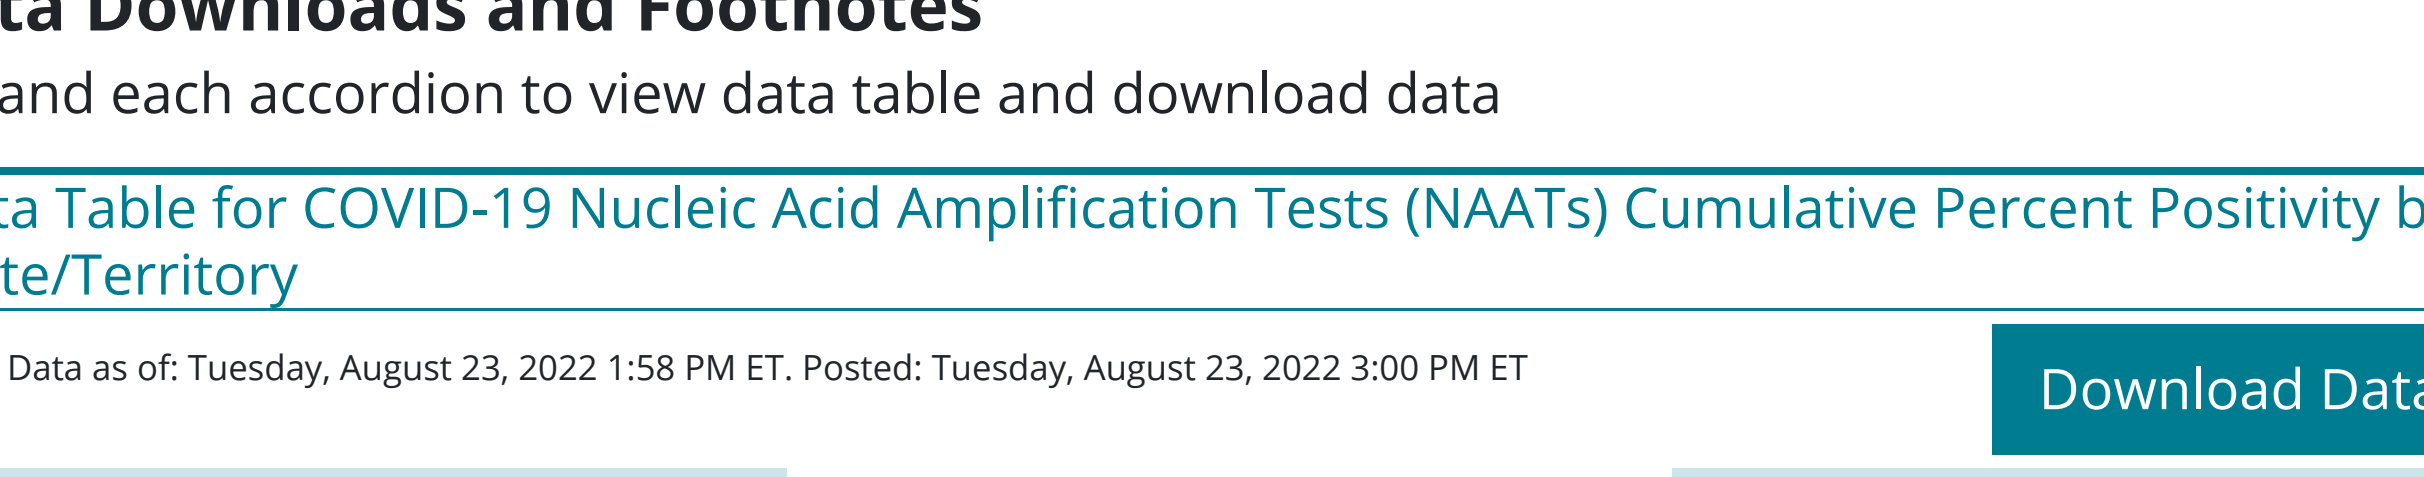 ta Downloads and Footnotes
and each accordion to view data table and download data
ta Table for COVID-19 Nucleic Acid Amplification Tests (NAATs) Cumulative Percent Positivity b
te/Territory
Data as of: Tuesday, August 23, 2022 1:58 PM ET. Posted: Tuesday, August 23, 2022 3:00 PM ET
Download Data